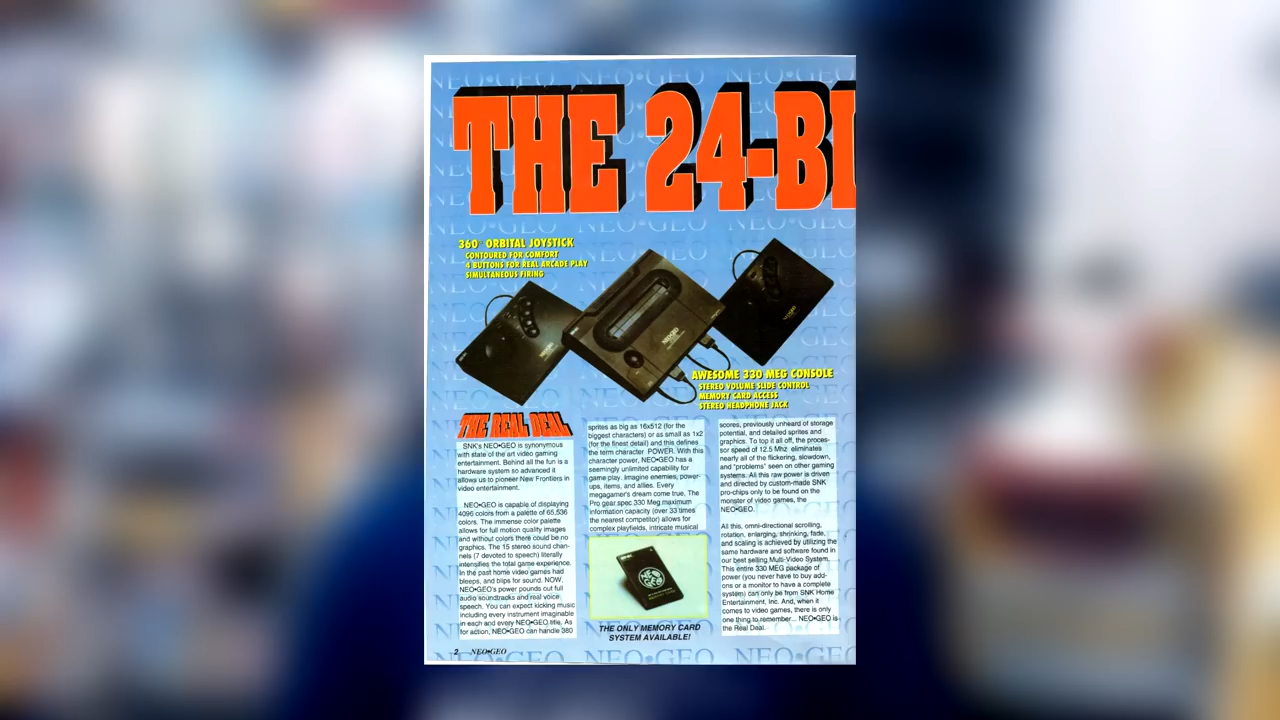 THE 24-BI
360° ORBITAL JOYSTICK
CONTOURED FOR COMFORT
4 BUTTONS FOR REAL ARCADE PLAY
SIMULTANEOUS FIRING
AWESOME 330 MEG CONSOLE
STEREO VOLUME SLIDE CONTROL
MEMORY CARD ACCESS
STEREO HEADPHONE JACK
THE REAL DEAL
SNK's NEO•GEO is synonymous
with state of the art video gaming
entertainment. Behind all the fun is a
hardware system so advanced it
allows us to pioneer New Frontiers in
video entertainment.
NEO•GEO is capable of displaying
4096 colors from a palette of 65,536
colors. The immense color palette
allows for full motion quality images
and without colors there could be no
graphics. The 15 stereo sound chan-
nels (7 devoted to speech) literally
intensifies the total game experience.
In the past home video games had
bleeps, and blips for sound. NOW,
NEO•GEO's power pounds out full
audio soundtracks and real voice
speech. You can expect kicking music
including every instrument imaginable
in each and every NEO•GEO title. As
for action, NEO•GEO can handle 380
sprites as big as 16x512 (for the
biggest characters) or as small as 1x2
(for the finest detail) and this defines
the term character POWER. With this
character power, NEO•GEO has a
seemingly unlimited capability for
game play. Imagine enemies, power-
ups, items, and allies. Every
megagamer's dream come true. The
Pro gear spec 330 Meg maximum
information capacity (over 33 times
the nearest competitor) allows for
complex playfields, intricate musical
THE ONLY MEMORY CARD
SYSTEM AVAILABLE!
scores, previously unheard of storage
potential, and detailed sprites and
graphics. To top it all off, the proces-
sor speed of 12.5 Mhz eliminates
nearly all of the flickering, slowdown,
and "problems" seen on other gaming
systems. All this raw power is driven
and directed by custom-made SNK
pro-chips only to be found on the
monster of video games, the
NEO•GEO.
All this, omni-directional scrolling,
rotation, enlarging, shrinking, fade,
and scaling is achieved by utilizing the
same hardware and software found in
our best selling Multi-Video System.
This entire 330 MEG package of
power (you never have to buy add-
ons or a monitor to have a complete
system) can only be from SNK Home
Entertainment, Inc. And, when it
comes to video games, there is only
one thing to remember... NEO•GEO is
the Real Deal.
2 NEO•GEO